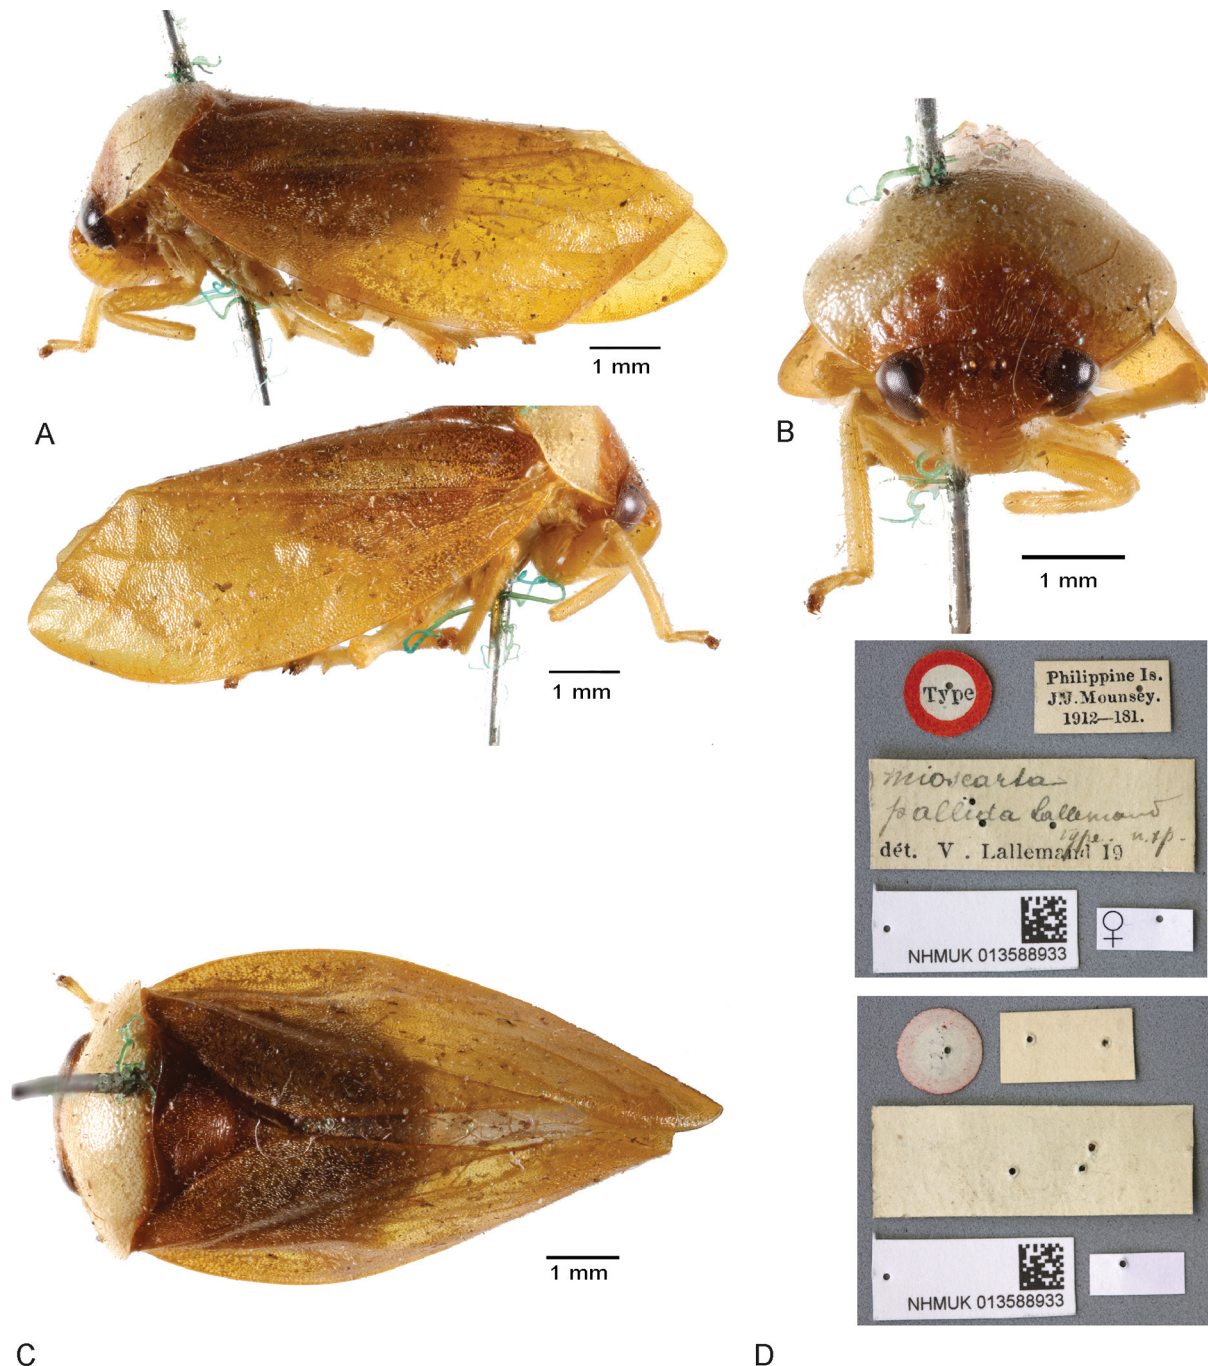 1 mm
A
1 mm
B
1 mm
Type
Philippine Is.
J.J. Mounsey.
1912—181.
mioscarta
pallida Lallemand
type. n.sp.
dét. V. Lallemand 19
NHMUK 013588933
♀
1 mm
C
NHMUK 013588933
D